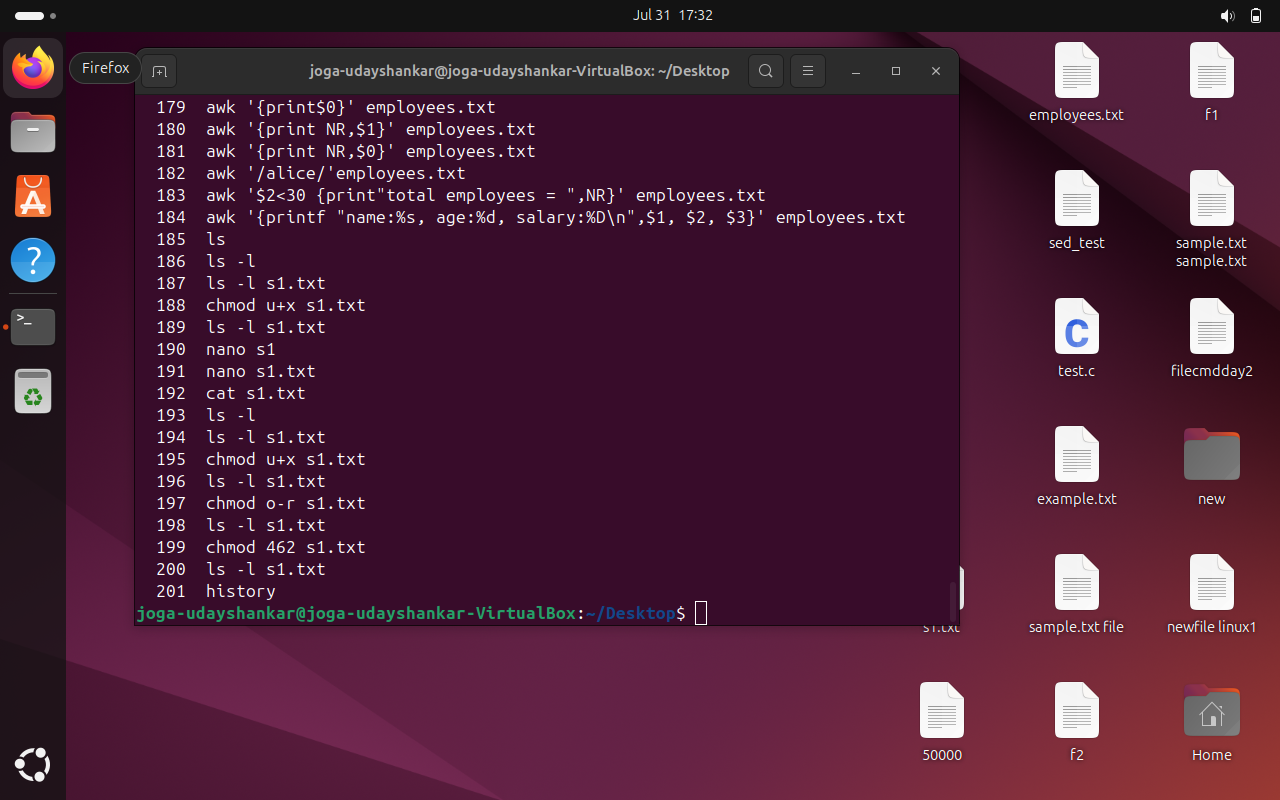 Jul 31 17:32
Firefox
joga-udayshankar@joga-udayshankar-VirtualBox: ~/Desktop
179 awk '{print$0}' employees.txt
180 awk '{print NR,$1}' employees.txt
181 awk '{print NR,$0}' employees.txt
182 awk '/alice/'employees.txt
183 awk '$2<30 {print"total employees = ",NR}' employees.txt
184 awk '{printf "name:%s, age:%d, salary:%D\n",$1, $2, $3}' employees.txt
185 ls
186 ls -l
187 ls -l s1.txt
188 chmod u+x s1.txt
189 ls -l s1.txt
190 nano s1
191 nano s1.txt
192 cat s1.txt
193 ls -l
194 ls -l s1.txt
195 chmod u+x s1.txt
196 ls -l s1.txt
197 chmod o-r s1.txt
198 ls -l s1.txt
199 chmod 462 s1.txt
200 ls -l s1.txt
201 history
joga-udayshankar@joga-udayshankar-VirtualBox:~/Desktop$
employees.txt
f1
sed_test
sample.txt
sample.txt
C
test.c
filecmdday2
example.txt
new
s1.txt
sample.txt file
newfile linux1
50000
f2
Home